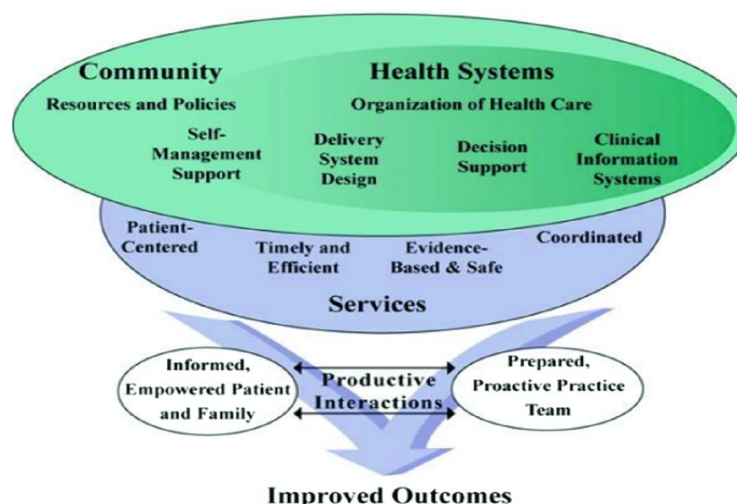 Community
Health Systems
Resources and Policies
Organization of Health Care
Self-
Management
Support
Delivery
System
Design
Decision
Support
Clinical
Information
Systems
Patient-
Centered
Timely and
Efficient
Evidence-
Based & Safe
Coordinated
Services
Informed,
Empowered Patient
and Family
Productive
Interactions
Prepared,
Proactive Practice
Team
Improved Outcomes